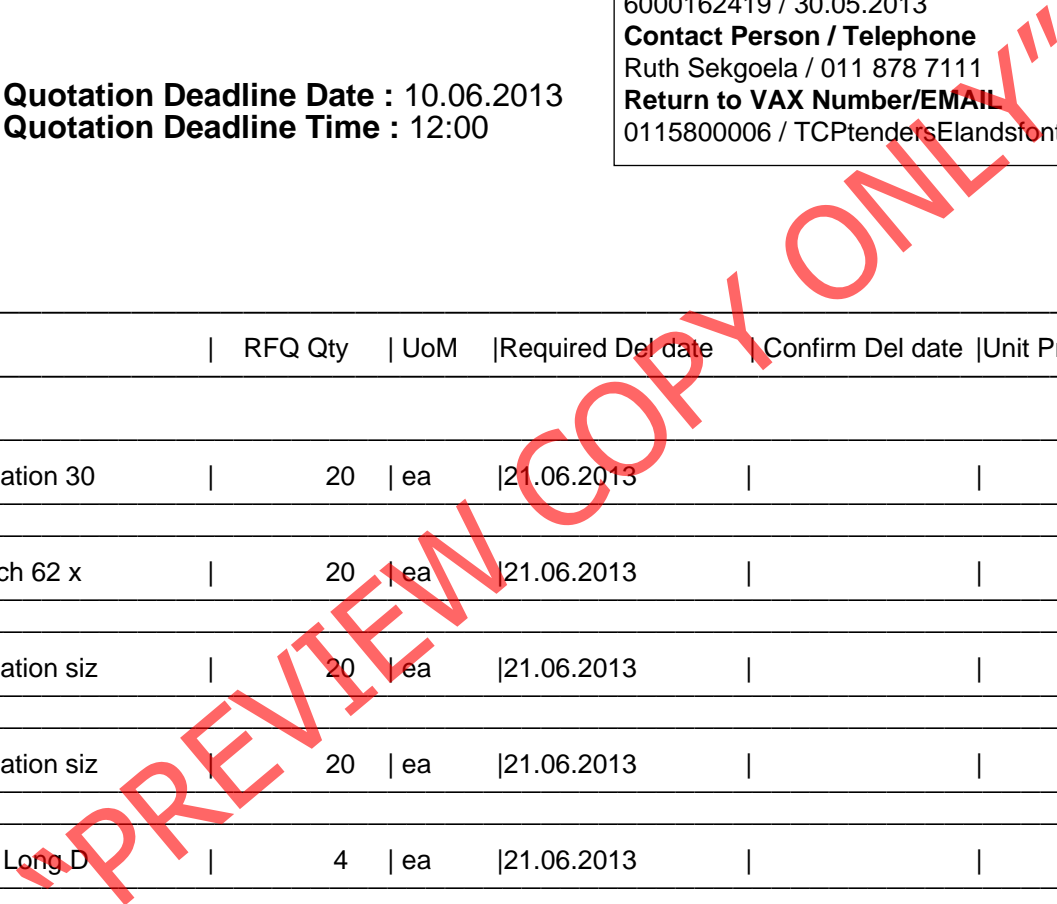 6000162419 / 30.05.2013
Contact Person / Telephone
Ruth Sekgoela / 011 878 7111
Return to VAX Number/EMAIL
0115800006 / TCPtendersElandsfont
Quotation Deadline Date : 10.06.2013
Quotation Deadline Time : 12:00
| RFQ Qty | UoM |Required Del date | Confirm Del date |Unit Pr
ation 30 | 20 | ea |21.06.2013 | |
ch 62 x | 20 | ea |21.06.2013 | |
ation siz | 20 | ea |21.06.2013 | |
ation siz | 20 | ea |21.06.2013 | |
Long D | 4 | ea |21.06.2013 | |
"PREVIEW COPY ONLY"